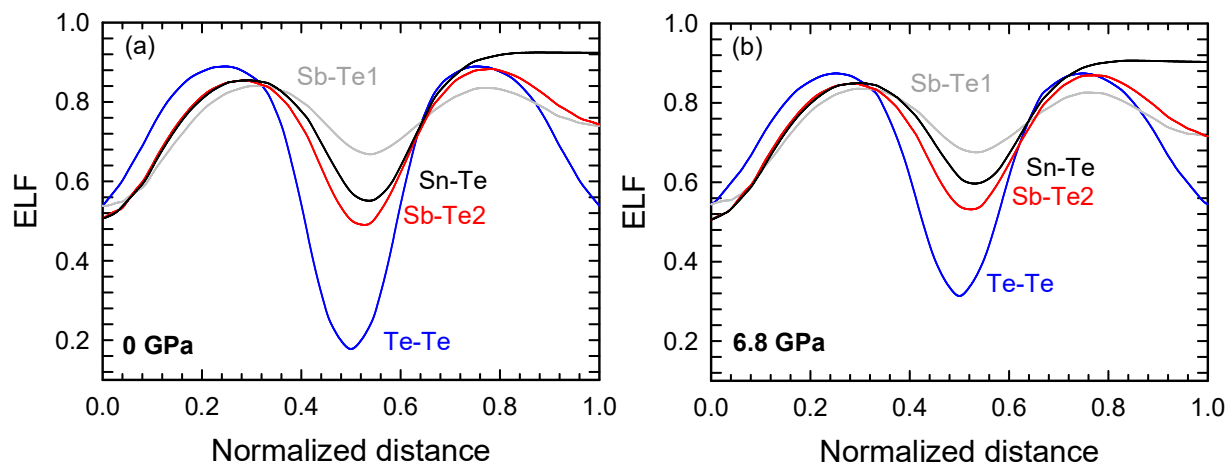 (a)
1.0
0.8
0.6
0.4
0.2
ELF
Sb-Te1
Sn-Te
Sb-Te2
Te-Te
0 GPa
0.0 0.2 0.4 0.6 0.8 1.0
Normalized distance
(b)
1.0
0.8
0.6
0.4
0.2
ELF
Sb-Te1
Sn-Te
Sb-Te2
Te-Te
6.8 GPa
0.0 0.2 0.4 0.6 0.8 1.0
Normalized distance